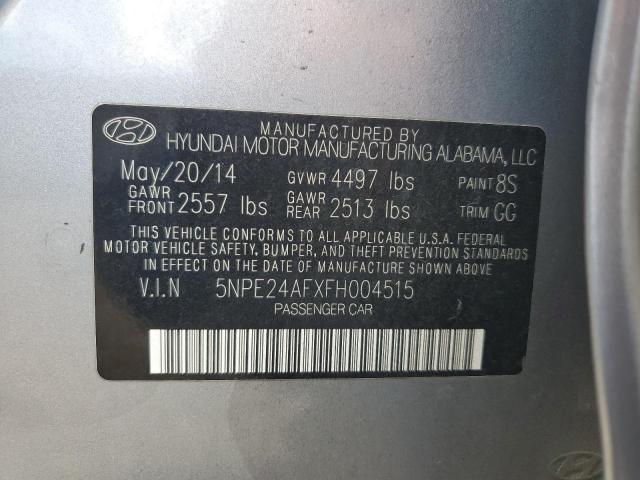 MANUFACTURED BY
HYUNDAI MOTOR MANUFACTURING ALABAMA, LLC
May/20/14 GVWR 4497 lbs PAINT 8S
GAWR FRONT 2557 lbs GAWR REAR 2513 lbs TRIM GG
THIS VEHICLE CONFORMS TO ALL APPLICABLE U.S.A. FEDERAL
MOTOR VEHICLE SAFETY, BUMPER, AND THEFT PREVENTION STANDARDS
IN EFFECT ON THE DATE OF MANUFACTURE SHOWN ABOVE
V.I.N 5NPE24AFXFH004515
PASSENGER CAR